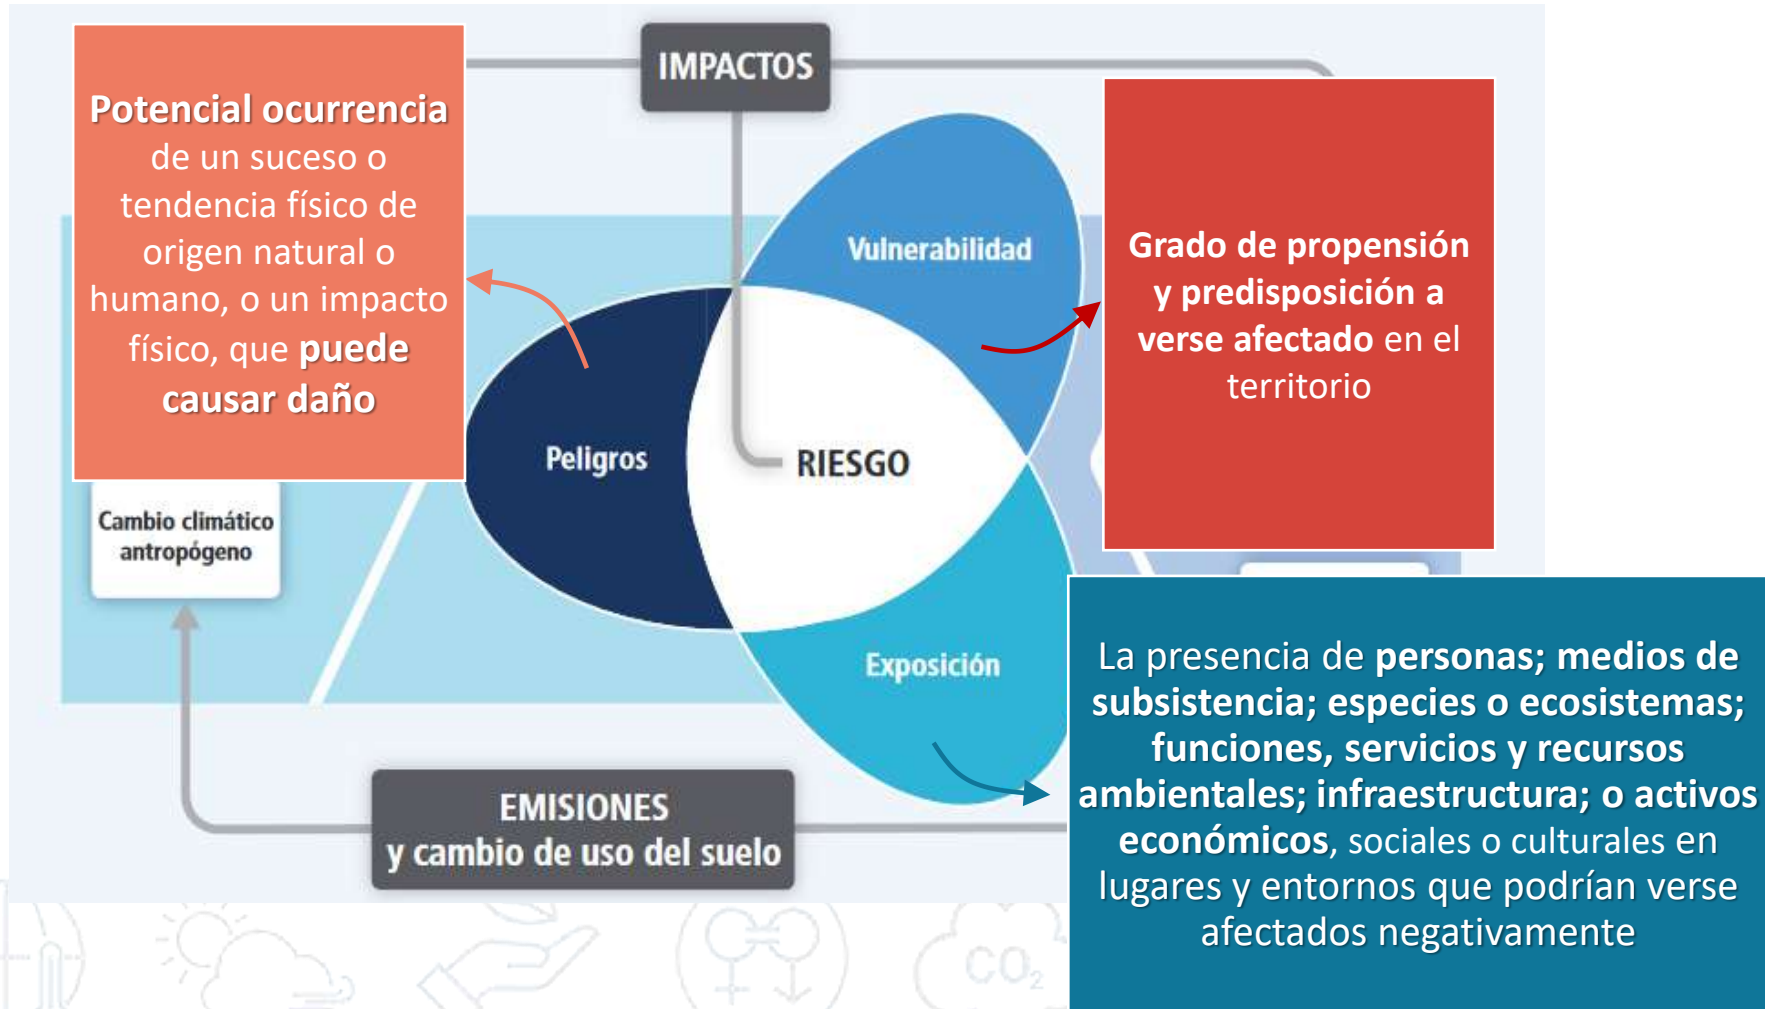 IMPACTOS
Potencial ocurrencia
de un suceso o
tendencia físico de
origen natural o
humano, o un impacto
físico, que puede
causar daño
Vulnerabilidad
Grado de propensión
y predisposición a
verse afectado en el
territorio
Peligros
RIESGO
Cambio climático
antropógeno
Exposición
La presencia de personas; medios de
subsistencia; especies o ecosistemas;
funciones, servicios y recursos
ambientales; infraestructura; o activos
económicos, sociales o culturales en
lugares y entornos que podrían verse
afectados negativamente
EMISIONES
y cambio de uso del suelo
CO₂